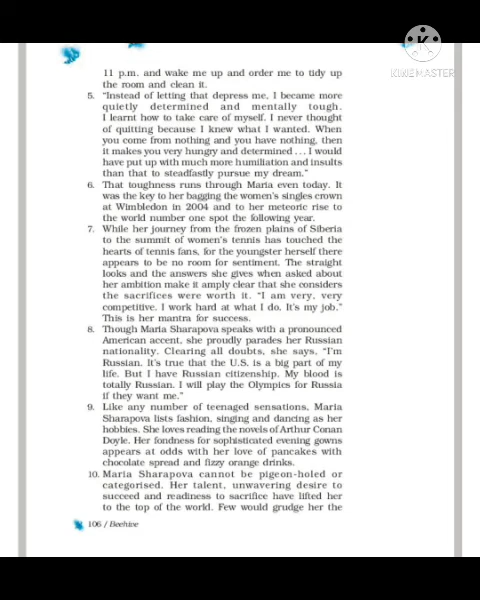 K
KINEMASTER
11 p.m. and wake me up and order me to tidy up
the room and clean it.
5. “Instead of letting that depress me, I became more
quietly determined and mentally tough.
I learnt how to take care of myself. I never thought
of quitting because I knew what I wanted. When
you come from nothing and you have nothing, then
it makes you very hungry and determined . . . I would
have put up with much more humiliation and insults
than that to steadfastly pursue my dream.”
6. That toughness runs through Maria even today. It
was the key to her bagging the women's singles crown
at Wimbledon in 2004 and to her meteoric rise to
the world number one spot the following year.
7. While her journey from the frozen plains of Siberia
to the summit of women's tennis has touched the
hearts of tennis fans, for the youngster herself there
appears to be no room for sentiment. The straight
looks and the answers she gives when asked about
her ambition make it amply clear that she considers
the sacrifices were worth it. “I am very, very
competitive. I work hard at what I do. It's my job.”
This is her mantra for success.
8. Though Maria Sharapova speaks with a pronounced
American accent, she proudly parades her Russian
nationality. Clearing all doubts, she says, “I'm
Russian. It's true that the U.S. is a big part of my
life. But I have Russian citizenship. My blood is
totally Russian. I will play the Olympics for Russia
if they want me.”
9. Like any number of teenaged sensations, Maria
Sharapova lists fashion, singing and dancing as her
hobbies. She loves reading the novels of Arthur Conan
Doyle. Her fondness for sophisticated evening gowns
appears at odds with her love of pancakes with
chocolate spread and fizzy orange drinks.
10. Maria Sharapova cannot be pigeon-holed or
categorised. Her talent, unwavering desire to
succeed and readiness to sacrifice have lifted her
to the top of the world. Few would grudge her the
106 / Beehive